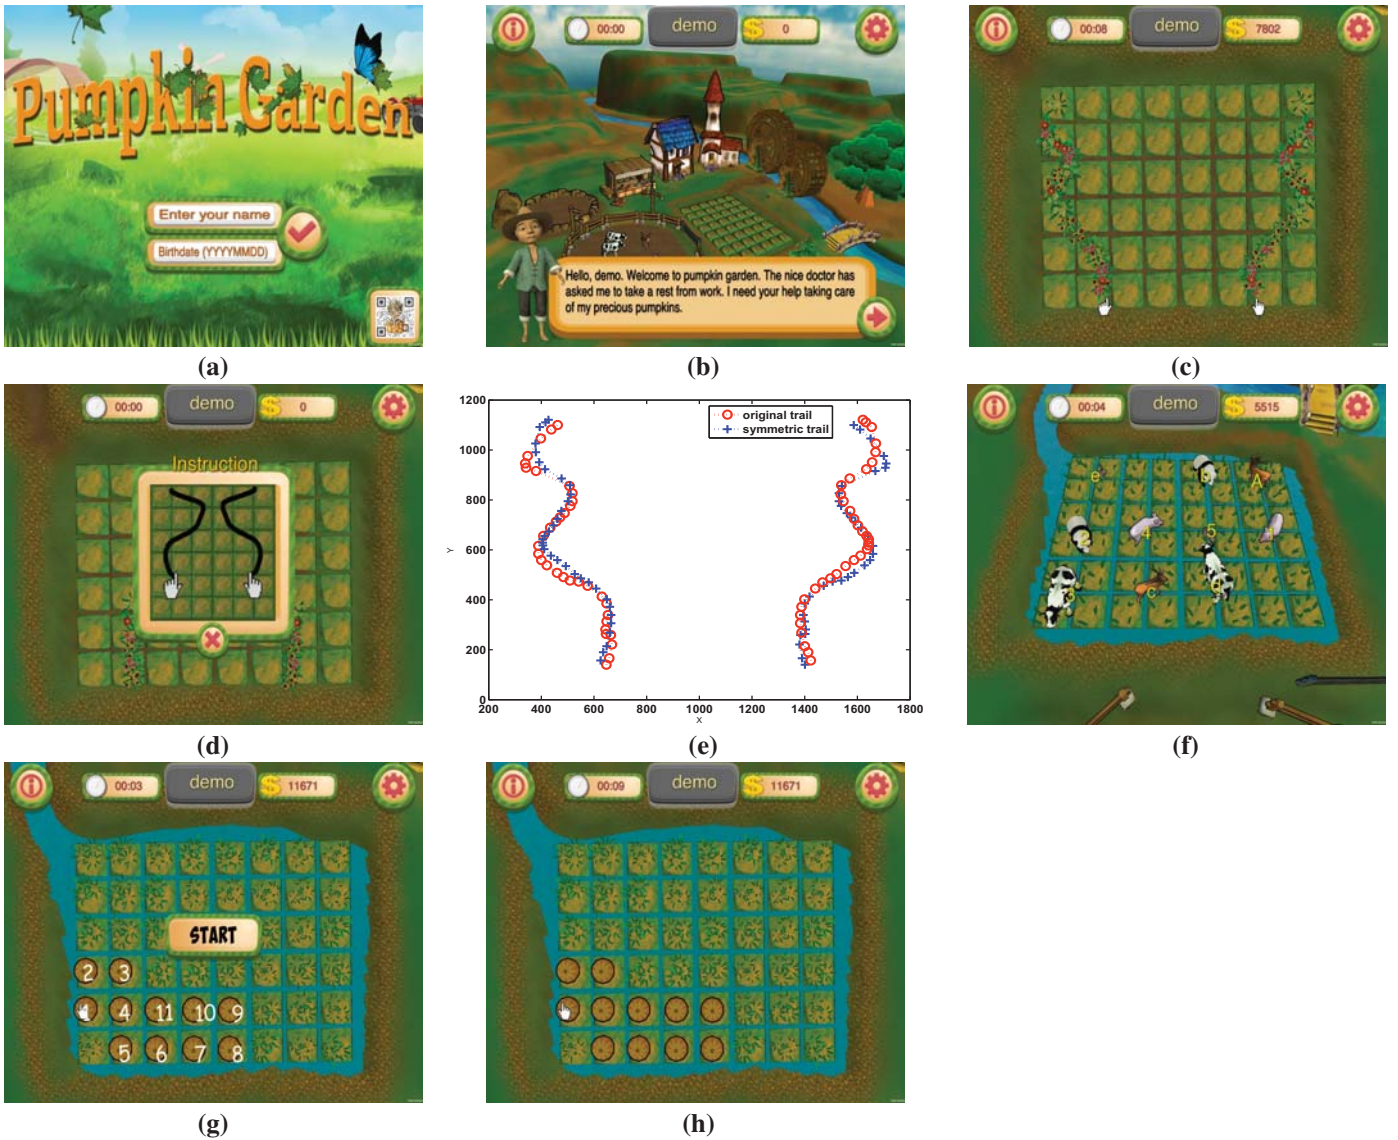 Pumpkin Garden
Enter your name
Birthdate (YYYYMMDD)
(a)
00:00
demo
0
Hello, demo. Welcome to pumpkin garden. The nice doctor has
asked me to take a rest from work. I need your help taking care
of my precious pumpkins.
(b)
00:08
demo
7802
(c)
00:00
demo
0
Instruction
(d)
1200
1000
800
600
400
200
0
Y
200 400 600 800 1000 1200 1400 1600 1800
X
original trail
symmetric trail
(e)
00:04
demo
5515
e b A
2 4 5 1
3 c d
(f)
00:03
demo
11671
START
2 3
1 4 11 10 9
5 6 7 8
(g)
00:09
demo
11671
(h)